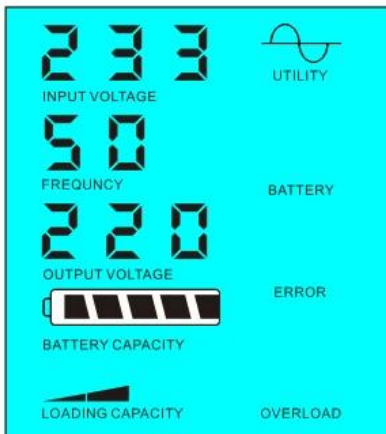 233
UTILITY
INPUT VOLTAGE
50
FREQUNCY
BATTERY
220
OUTPUT VOLTAGE
ERROR
BATTERY CAPACITY
LOADING CAPACITY
OVERLOAD